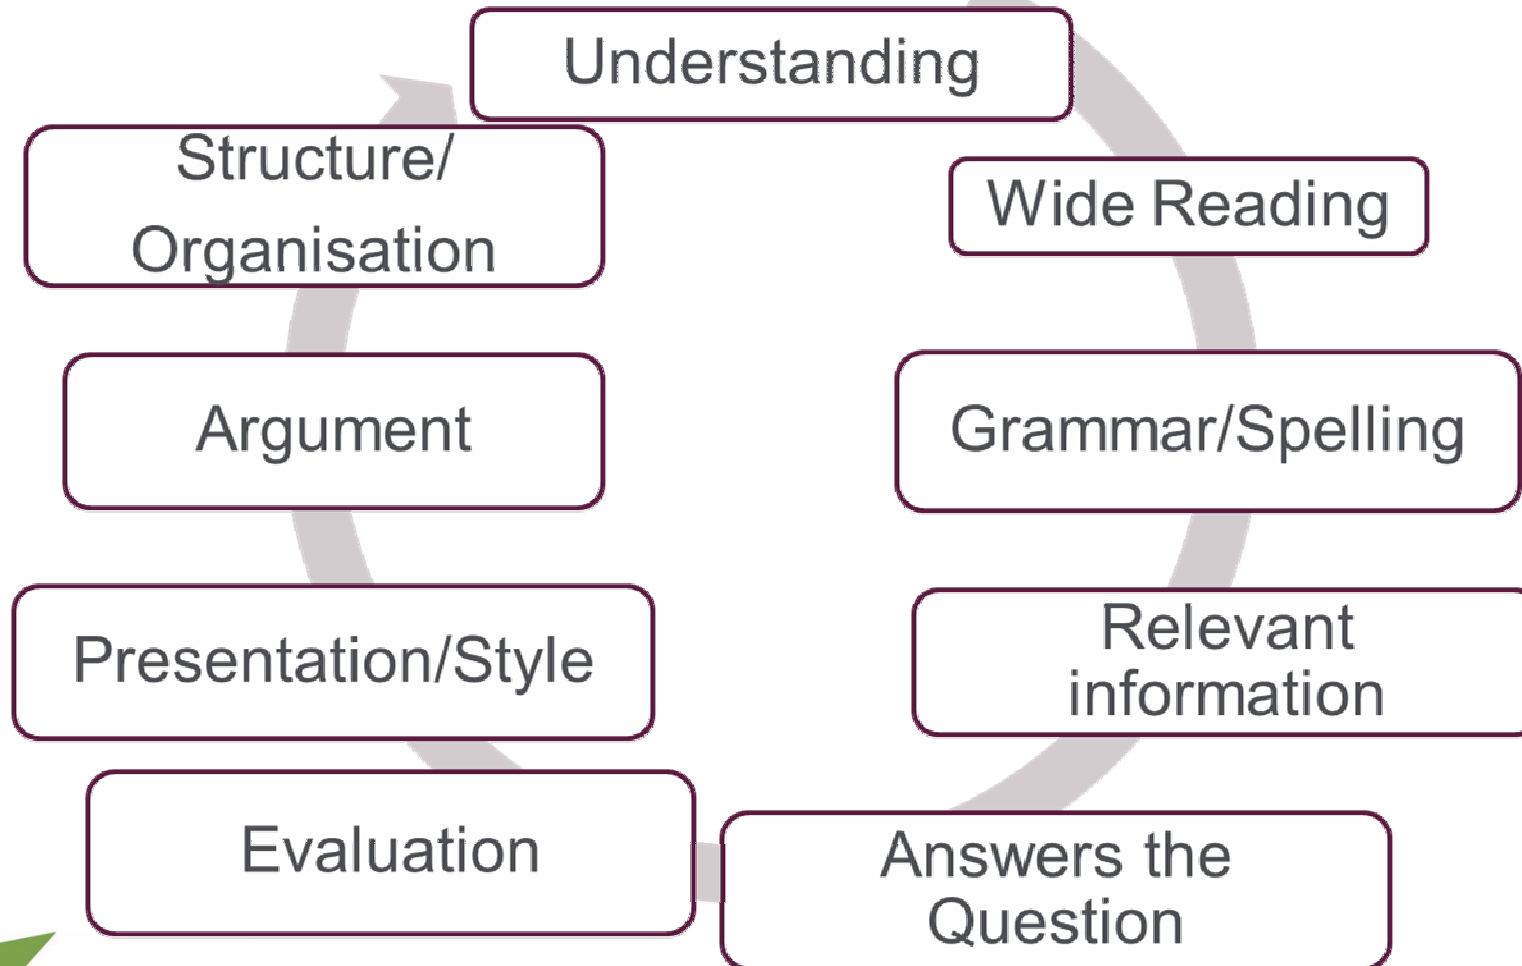 Understanding
Wide Reading
Grammar/Spelling
Relevant
information
Answers the
Question
Evaluation
Presentation/Style
Argument
Structure/
Organisation